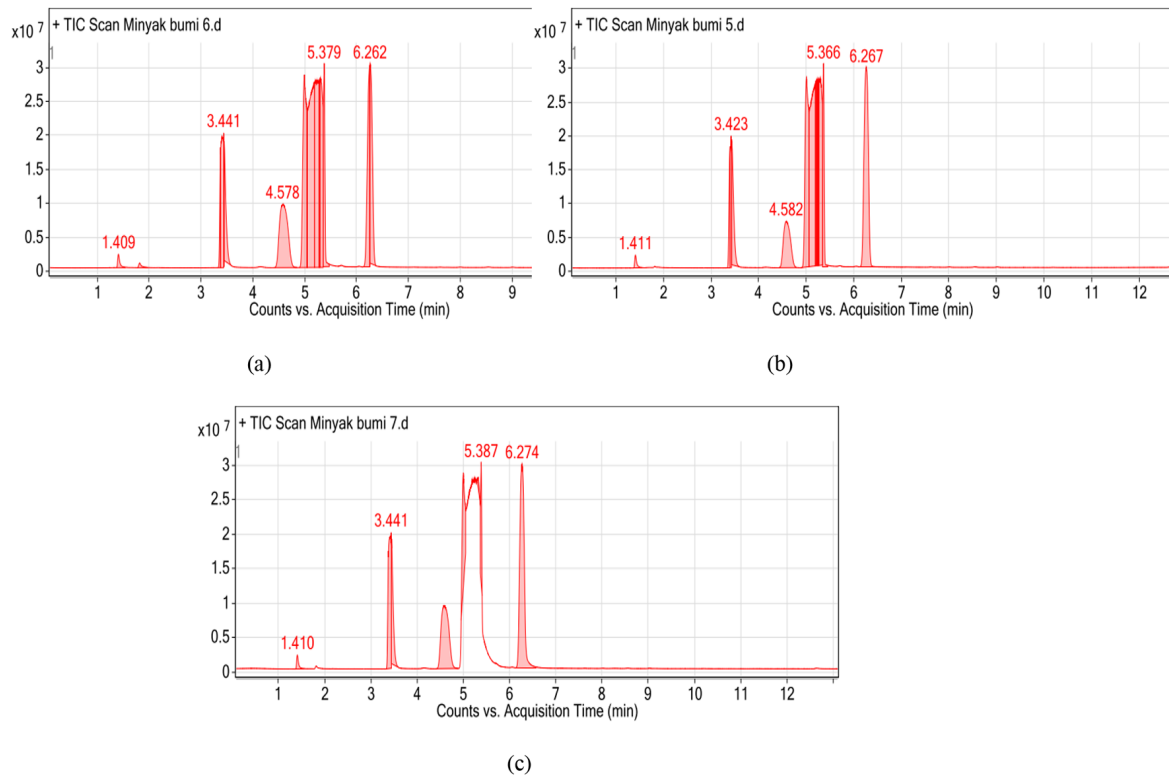 + TIC Scan Minyak bumi 6.d
x10 7
1
3
2.5
2
1.5
1
0.5
0
1.409
3.441
4.578
5.379
6.262
1 2 3 4 5 6 7 8 9
Counts vs. Acquisition Time (min)
(a)
+ TIC Scan Minyak bumi 5.d
x10 7
1
3
2.5
2
1.5
1
0.5
0
1.411
3.423
4.582
5.366
6.267
1 2 3 4 5 6 7 8 9 10 11 12
Counts vs. Acquisition Time (min)
(b)
+ TIC Scan Minyak bumi 7.d
x10 7
1
3
2.5
2
1.5
1
0.5
0
1.410
3.441
5.387
6.274
1 2 3 4 5 6 7 8 9 10 11 12
Counts vs. Acquisition Time (min)
(c)